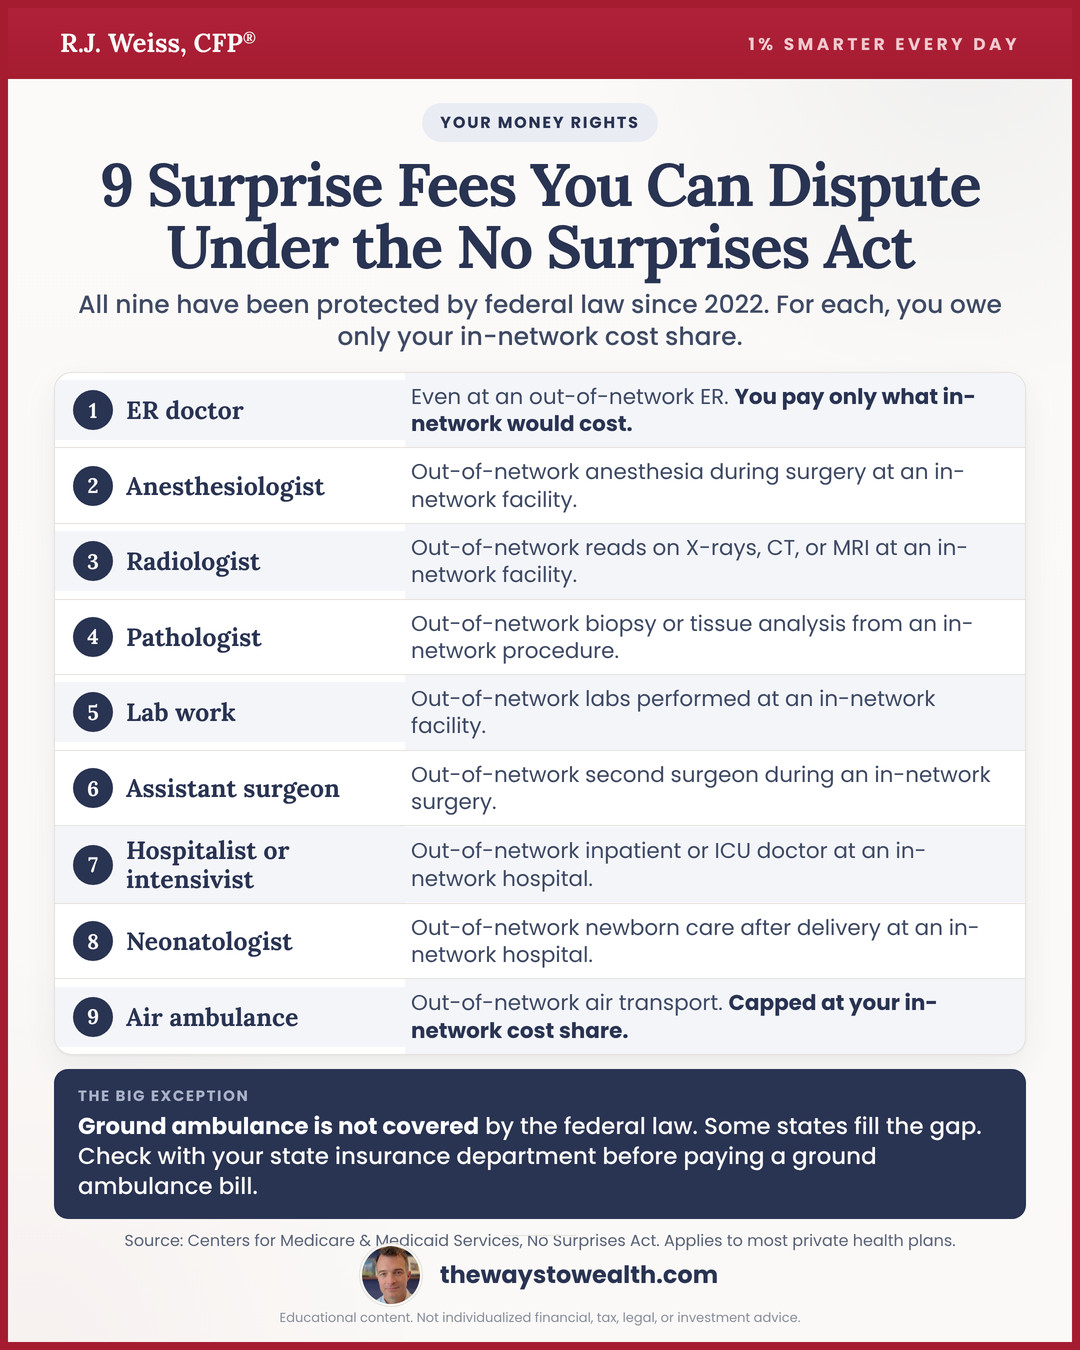 R.J. Weiss, CFP®
1% SMARTER EVERY DAY
YOUR MONEY RIGHTS
9 Surprise Fees You Can Dispute
Under the No Surprises Act
All nine have been protected by federal law since 2022. For each, you owe
only your in-network cost share.
1 ER doctor
Even at an out-of-network ER. You pay only what in-
network would cost.
2 Anesthesiologist
Out-of-network anesthesia during surgery at an in-
network facility.
3 Radiologist
Out-of-network reads on X-rays, CT, or MRI at an in-
network facility.
4 Pathologist
Out-of-network biopsy or tissue analysis from an in-
network procedure.
5 Lab work
Out-of-network labs performed at an in-network
facility.
6 Assistant surgeon
Out-of-network second surgeon during an in-network
surgery.
7 Hospitalist or
intensivist
Out-of-network inpatient or ICU doctor at an in-
network hospital.
8 Neonatologist
Out-of-network newborn care after delivery at an in-
network hospital.
9 Air ambulance
Out-of-network air transport. Capped at your in-
network cost share.
THE BIG EXCEPTION
Ground ambulance is not covered by the federal law. Some states fill the gap.
Check with your state insurance department before paying a ground
ambulance bill.
Source: Centers for Medicare & Medicaid Services, No Surprises Act. Applies to most private health plans.
thewaystowealth.com
Educational content. Not individualized financial, tax, legal, or investment advice.